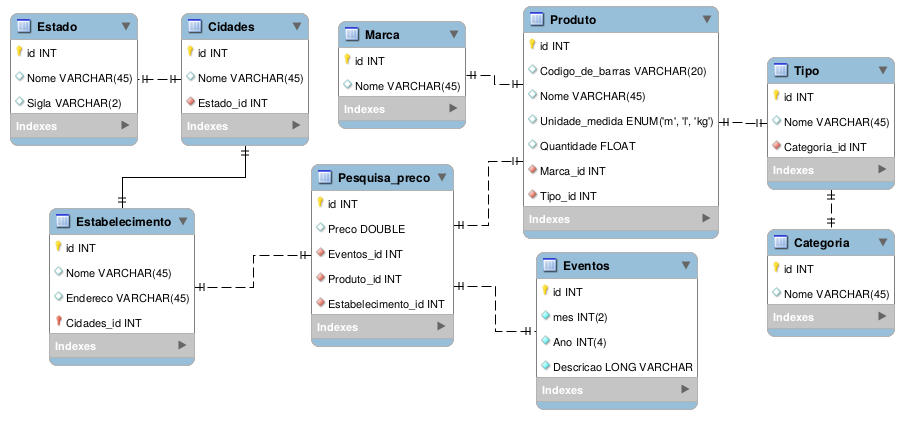 Estado
id INT
Nome VARCHAR(45)
Sigla VARCHAR(2)
Indexes
Cidades
id INT
Nome VARCHAR(45)
Estado_id INT
Indexes
Marca
id INT
Nome VARCHAR(45)
Indexes
Produto
id INT
Codigo_de_barras VARCHAR(20)
Nome VARCHAR(45)
Unidade_medida ENUM('m', 'l', 'kg')
Quantidade FLOAT
Marca_id INT
Tipo_id INT
Indexes
Tipo
id INT
Nome VARCHAR(45)
Categoria_id INT
Indexes
Estabelecimento
id INT
Nome VARCHAR(45)
Endereco VARCHAR(45)
Cidades_id INT
Indexes
Pesquisa_preco
id INT
Preco DOUBLE
Eventos_id INT
Produto_id INT
Estabelecimento_id INT
Indexes
Eventos
id INT
mes INT(2)
Ano INT(4)
Descricao LONG VARCHAR
Indexes
Categoria
id INT
Nome VARCHAR(45)
Indexes